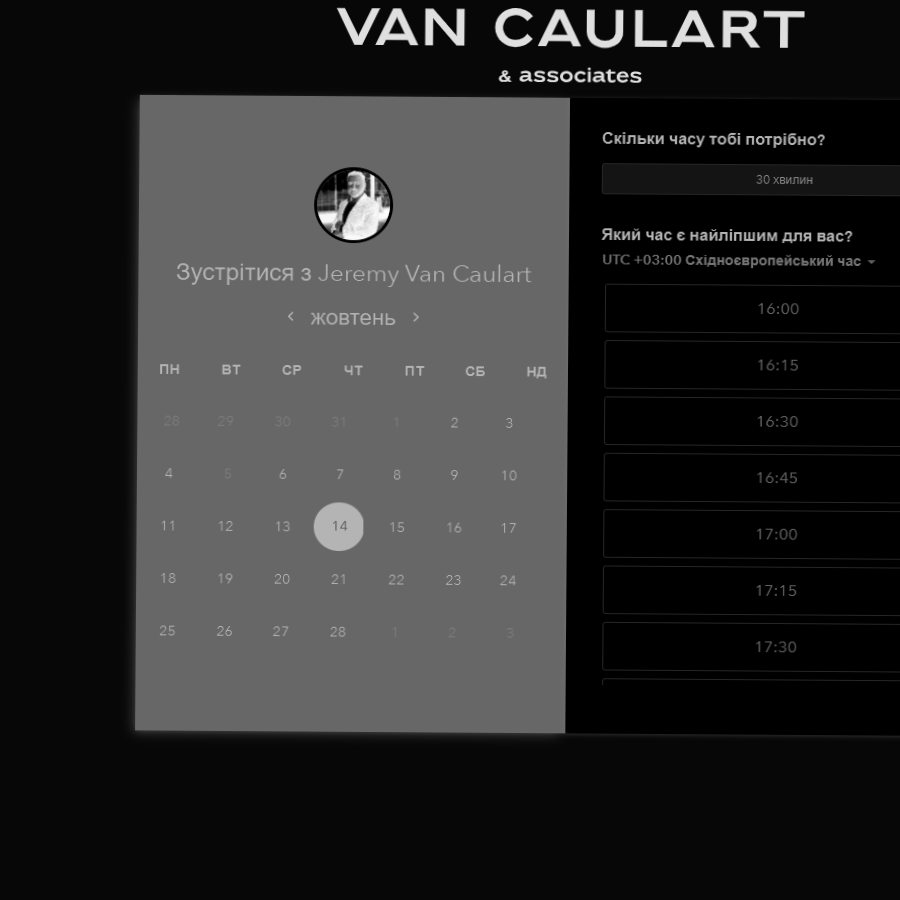 VAN CAULART
& associates
Зустрітися з Jeremy Van Caulart
жовтень
ПН ВТ СР ЧТ ПТ СБ НД
28 29 30 31 1 2 3
4 5 6 7 8 9 10
11 12 13 14 15 16 17
18 19 20 21 22 23 24
25 26 27 28 1 2 3
Скільки часу тобі потрібно?
30 хвилин
Який час є найліпшим для вас?
UTC +03:00 Східноєвропейський час
16:00
16:15
16:30
16:45
17:00
17:15
17:30